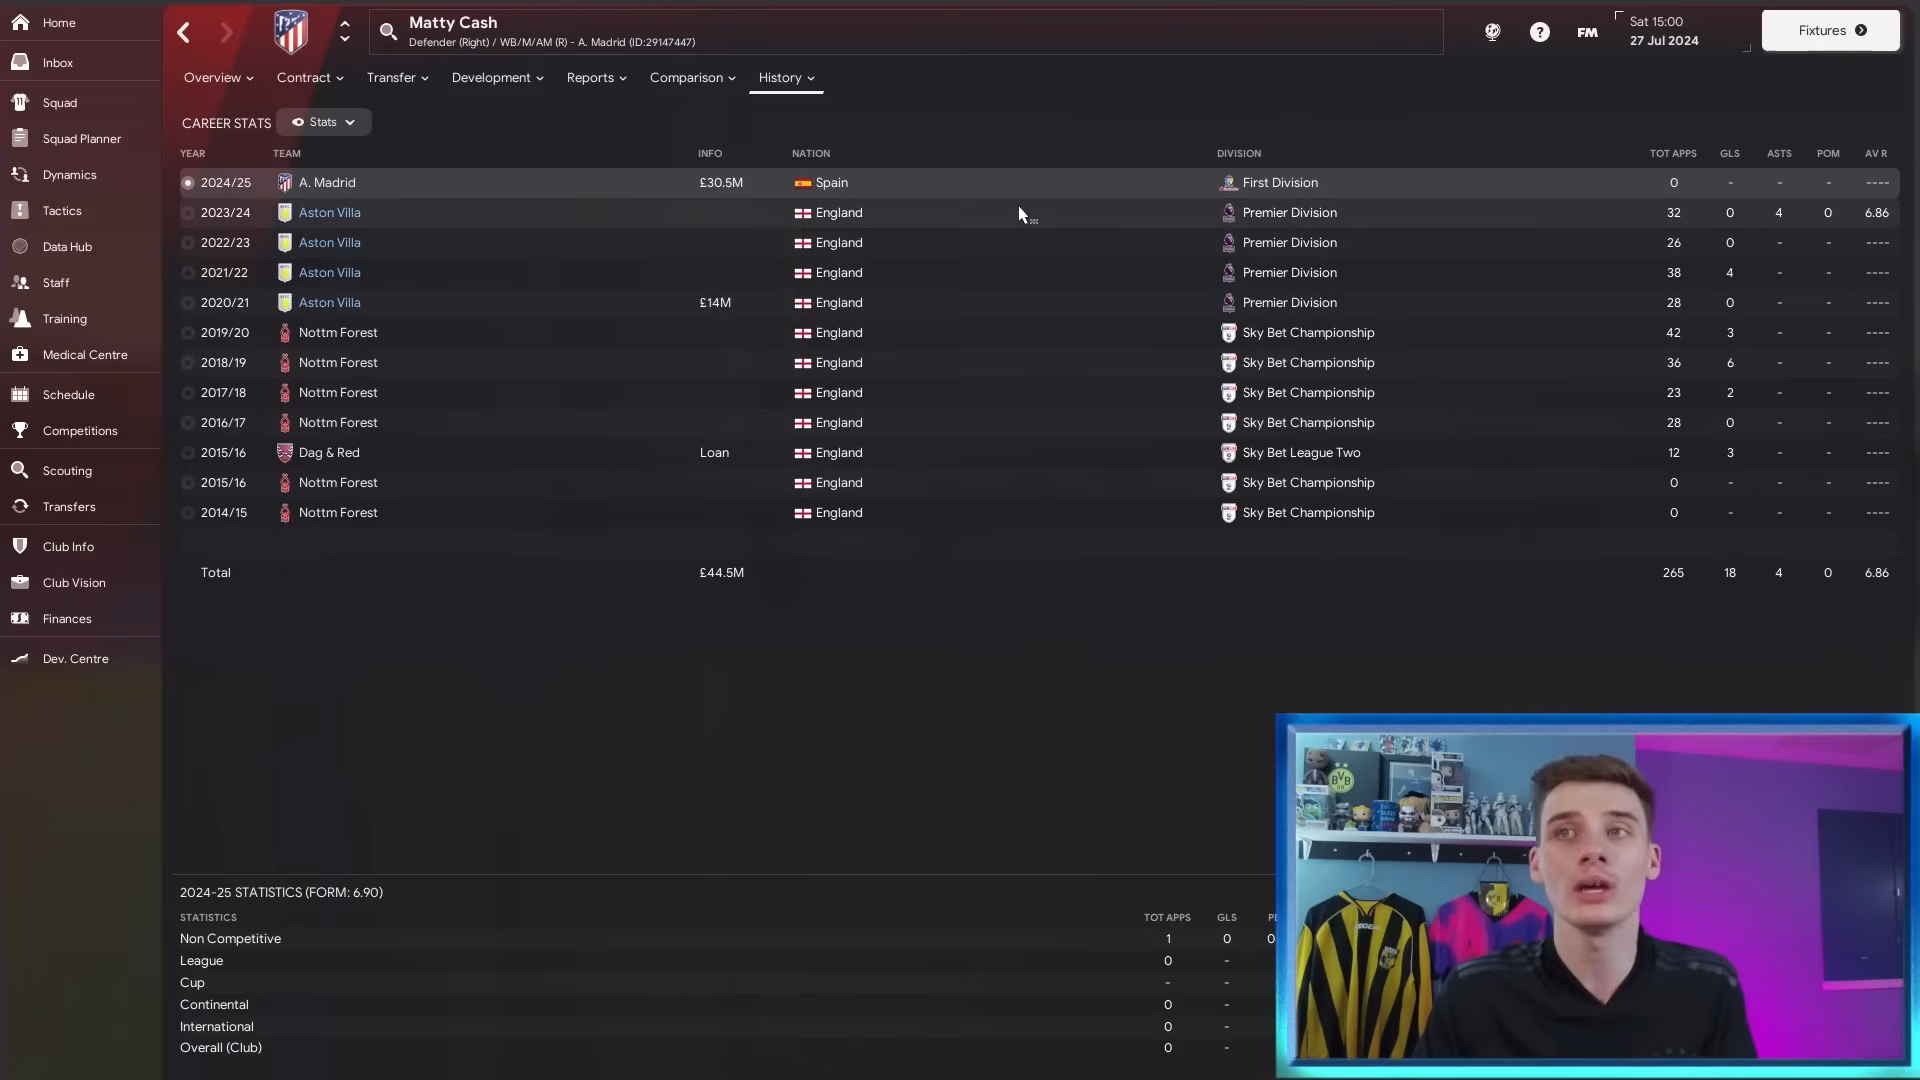 Home
Inbox
Squad
Squad Planner
Dynamics
Tactics
Data Hub
Staff
Training
Medical Centre
Schedule
Competitions
Scouting
Transfers
Club Info
Club Vision
Finances
Dev. Centre
Matty Cash
Defender (Right) / WB/M/AM (R) - A. Madrid (ID:29147447)
? FM Sat 15:00
27 Jul 2024
Fixtures
Overview Contract Transfer Development Reports Comparison History
CAREER STATS Stats
YEAR TEAM INFO NATION DIVISION TOT APPS GLS ASTS POM AV R
2024/25 A. Madrid £30.5M Spain First Division 0 - - - ----
2023/24 Aston Villa England Premier Division 32 0 4 0 6.86
2022/23 Aston Villa England Premier Division 26 0 - - ----
2021/22 Aston Villa England Premier Division 38 4 - - ----
2020/21 Aston Villa £14M England Premier Division 28 0 - - ----
2019/20 Nottm Forest England Sky Bet Championship 42 3 - - ----
2018/19 Nottm Forest England Sky Bet Championship 36 6 - - ----
2017/18 Nottm Forest England Sky Bet Championship 23 2 - - ----
2016/17 Nottm Forest England Sky Bet Championship 28 0 - - ----
2015/16 Dag & Red Loan England Sky Bet League Two 12 3 - - ----
2015/16 Nottm Forest England Sky Bet Championship 0 - - - ----
2014/15 Nottm Forest England Sky Bet Championship 0 - - - ----
Total £44.5M 265 18 4 0 6.86
2024-25 STATISTICS (FORM: 6.90)
STATISTICS TOT APPS GLS
Non Competitive 1 0 0
League 0 -
Cup - -
Continental 0 -
International 0 -
Overall (Club) 0 -
BVB